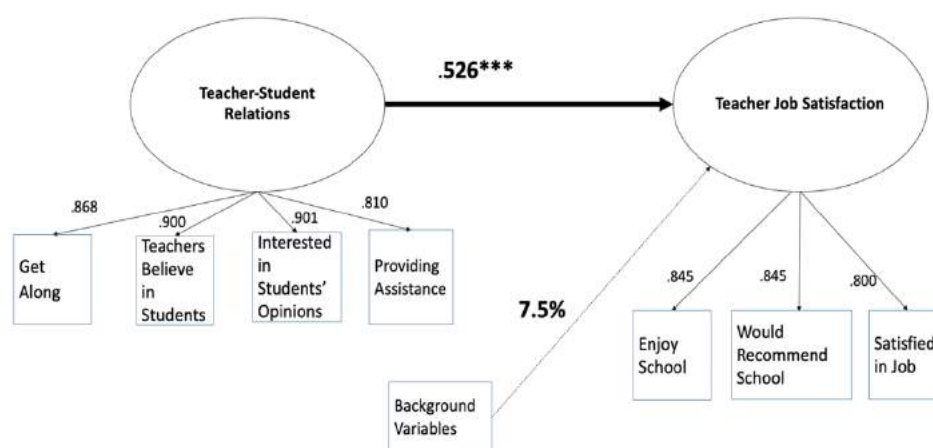 .526***
Teacher-Student
Relations
Teacher Job Satisfaction
.868
.900
.901
.810
Get
Along
Teachers
Believe in
Students
Interested
in
Students'
Opinions
Providing
Assistance
.845
.845
.800
7.5%
Enjoy
School
Would
Recommend
School
Satisfied
in Job
Background
Variables